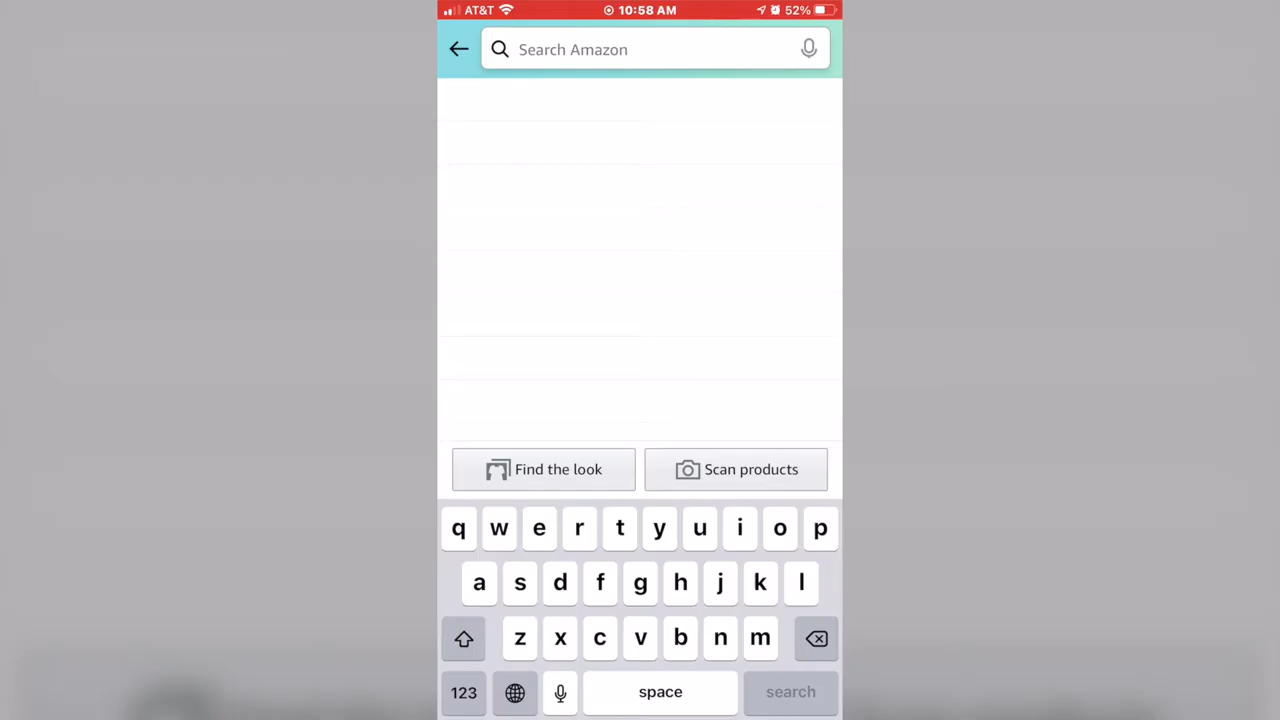 AT&T 10:58 AM 52%
Search Amazon
Find the look Scan products
q w e r t y u i o p
a s d f g h j k l
z x c v b n m
123 space search